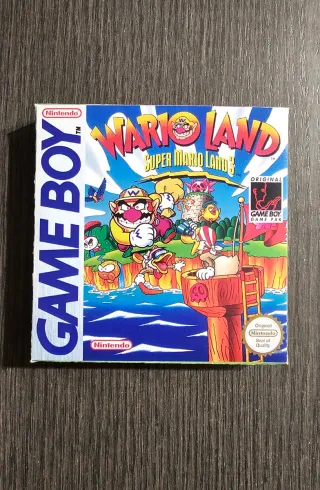 Nintendo
GAME BOY
TM
WARIO LAND
SUPER MARIO LAND 3
ORIGINAL
GAME BOY
GAME PAK
W
Nintendo
Original
Nintendo
Seal of
Quality